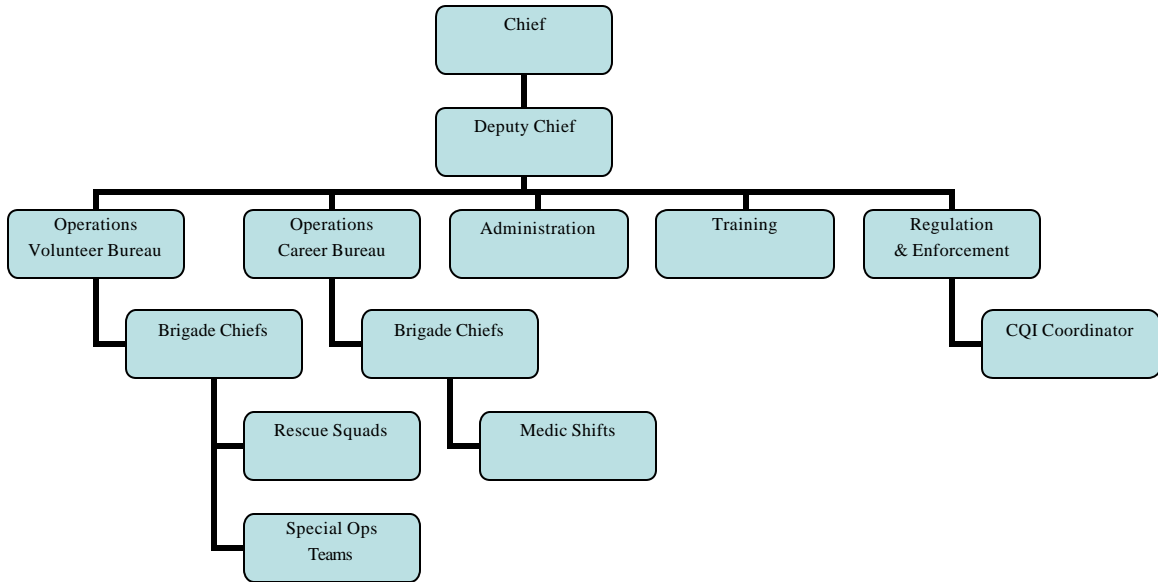 Chief
Deputy Chief
Operations
Volunteer Bureau
Operations
Career Bureau
Administration
Training
Regulation
& Enforcement
Brigade Chiefs
Brigade Chiefs
CQI Coordinator
Rescue Squads
Medic Shifts
Special Ops
Teams